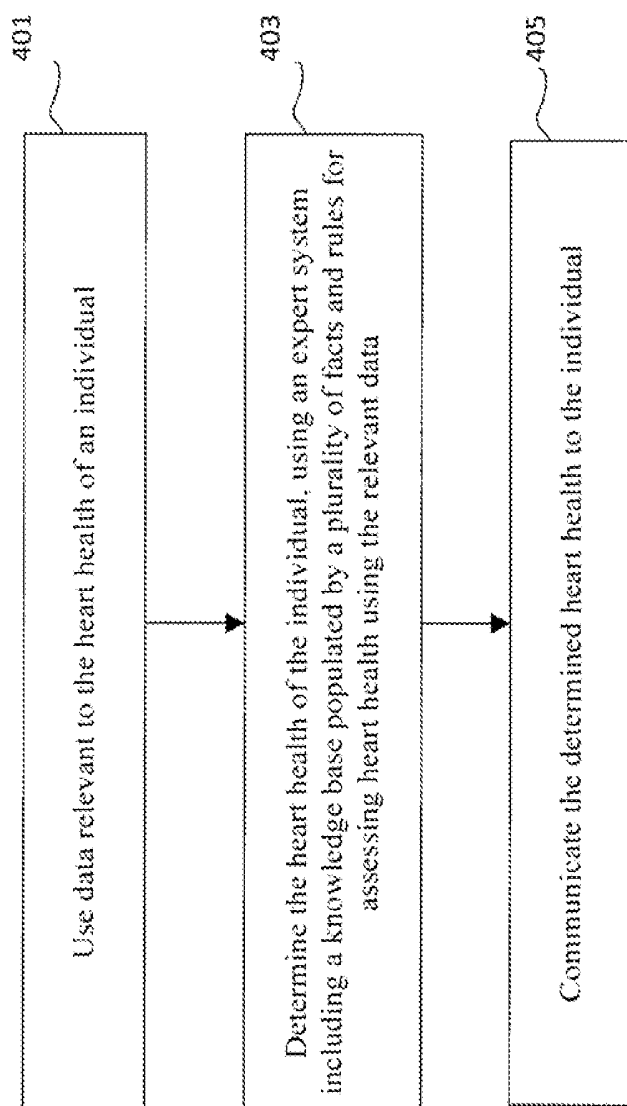 401
Use data relevant to the heart health of an individual
403
Determine the heart health of the individual, using an expert system
including a knowledge base populated by a plurality of facts and rules for
assessing heart health using the relevant data
405
Communicate the determined heart health to the individual